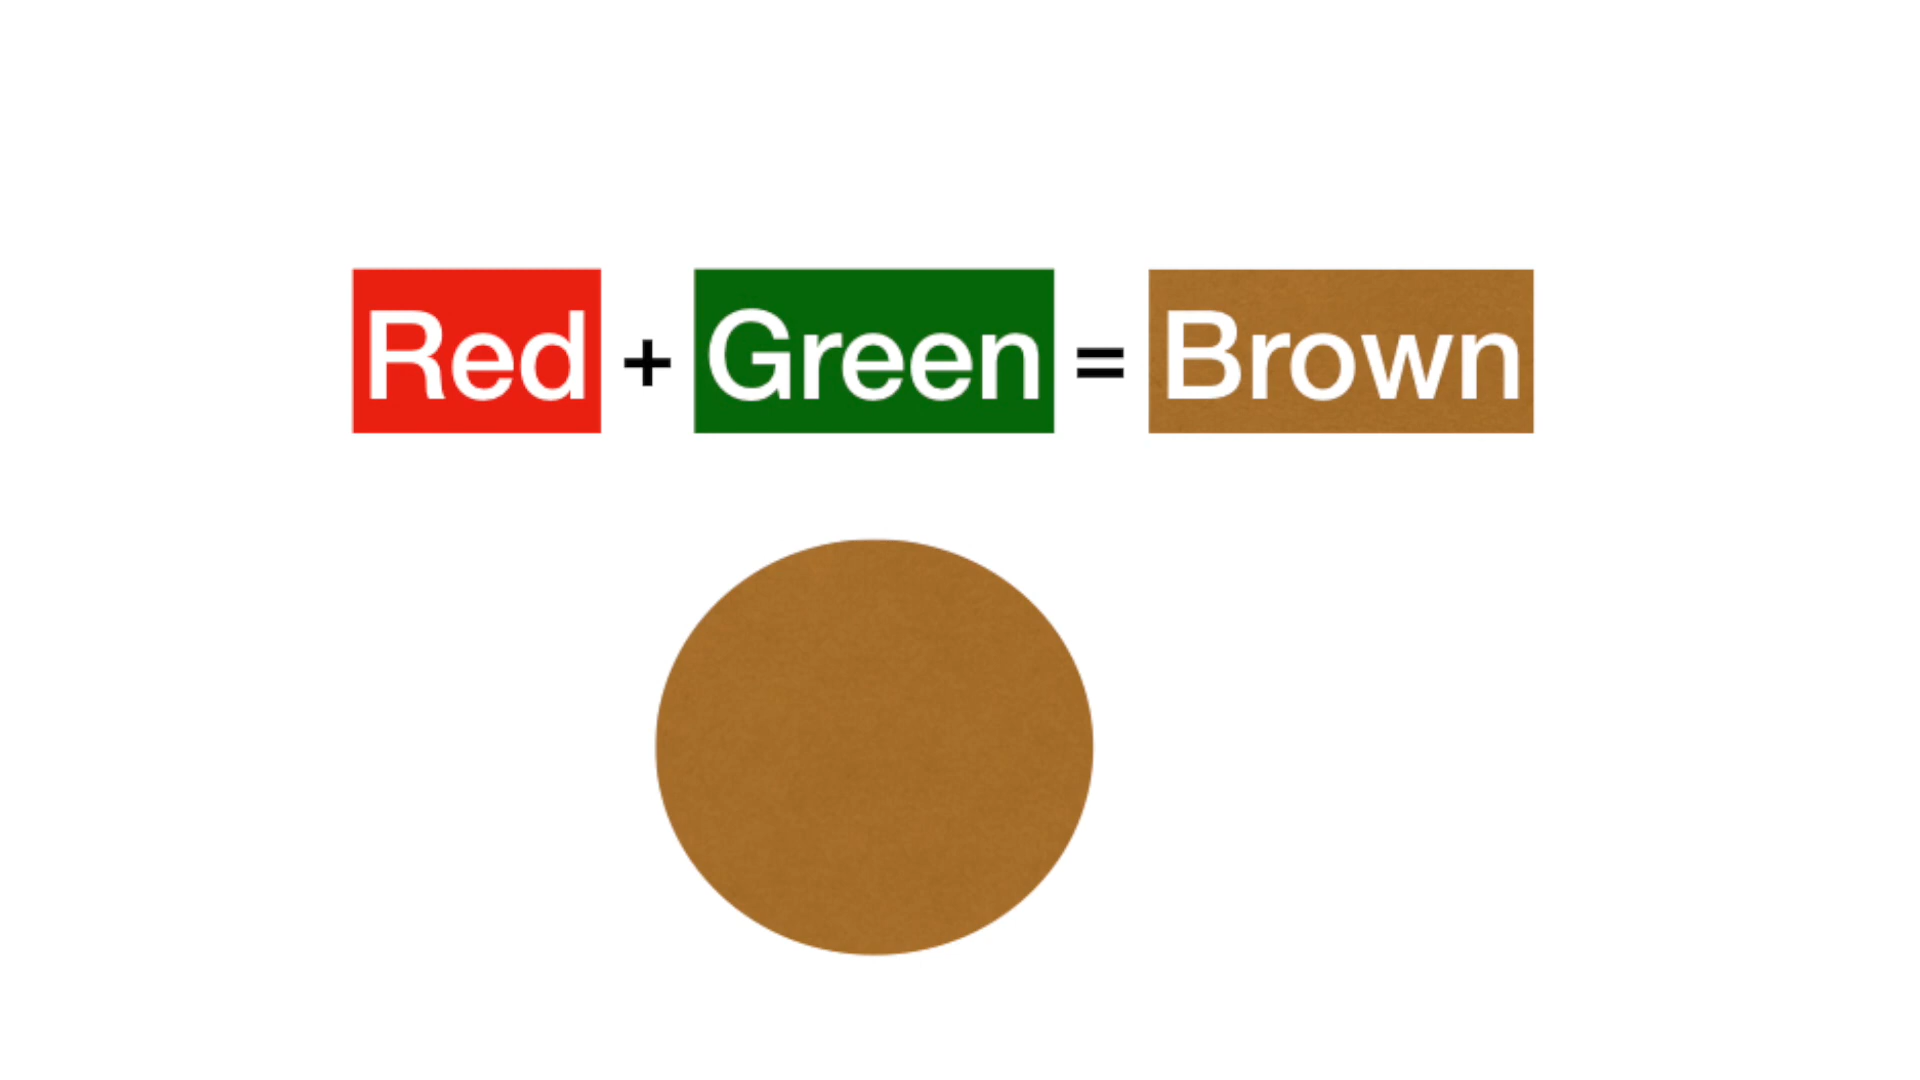 Red + Green = Brown